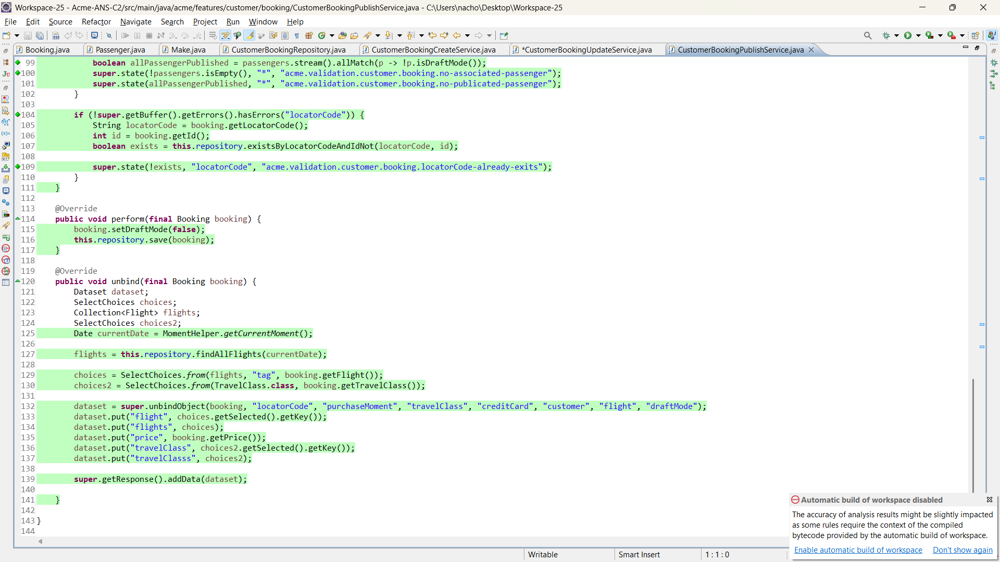 Workspace-25 - Acme-ANS-C2/src/main/java/acme/features/customer/booking/CustomerBookingPublishService.java - C:\Users\nacho\Desktop\Workspace-25
File Edit Source Refactor Navigate Search Project Run Window Help
Booking.java Passenger.java Make.java CustomerBookingRepository.java CustomerBookingCreateService.java *CustomerBookingUpdateService.java CustomerBookingPublishService.java
99 boolean allPassengerPublished = passengers.stream().allMatch(p -> !p.isDraftMode());
100 super.state(!passengers.isEmpty(), "*", "acme.validation.customer.booking.no-associated-passenger");
101 super.state(allPassengerPublished, "*", "acme.validation.customer.booking.no-publicated-passenger");
102 }
103
104 if (!super.getBuffer().getErrors().hasErrors("locatorCode")) {
105 String locatorCode = booking.getLocatorCode();
106 int id = booking.getId();
107 boolean exists = this.repository.existsByLocatorCodeAndIdNot(locatorCode, id);
108
109 super.state(!exists, "locatorCode", "acme.validation.customer.booking.locatorCode-already-exits");
110 }
111 }
112
113 @Override
114 public void perform(final Booking booking) {
115 booking.setDraftMode(false);
116 this.repository.save(booking);
117 }
118
119 @Override
120 public void unbind(final Booking booking) {
121 Dataset dataset;
122 SelectChoices choices;
123 Collection<Flight> flights;
124 SelectChoices choices2;
125 Date currentDate = MomentHelper.getCurrentMoment();
126
127 flights = this.repository.findAllFlights(currentDate);
128
129 choices = SelectChoices.from(flights, "tag", booking.getFlight());
130 choices2 = SelectChoices.from(TravelClass.class, booking.getTravelClass());
131
132 dataset = super.unbindObject(booking, "locatorCode", "purchaseMoment", "travelClass", "creditCard", "customer", "flight", "draftMode");
133 dataset.put("flight", choices.getSelected().getKey());
134 dataset.put("flights", choices);
135 dataset.put("price", booking.getPrice());
136 dataset.put("travelClass", choices2.getSelected().getKey());
137 dataset.put("travelClasss", choices2);
138
139 super.getResponse().addData(dataset);
140
141 }
142
143 }
144
Automatic build of workspace disabled
The accuracy of analysis results might be slightly impacted
as some rules require the context of the compiled
bytecode provided by the automatic build of workspace.
Enable automatic build of workspace Don't show again
Writable Smart Insert 1 : 1 : 0